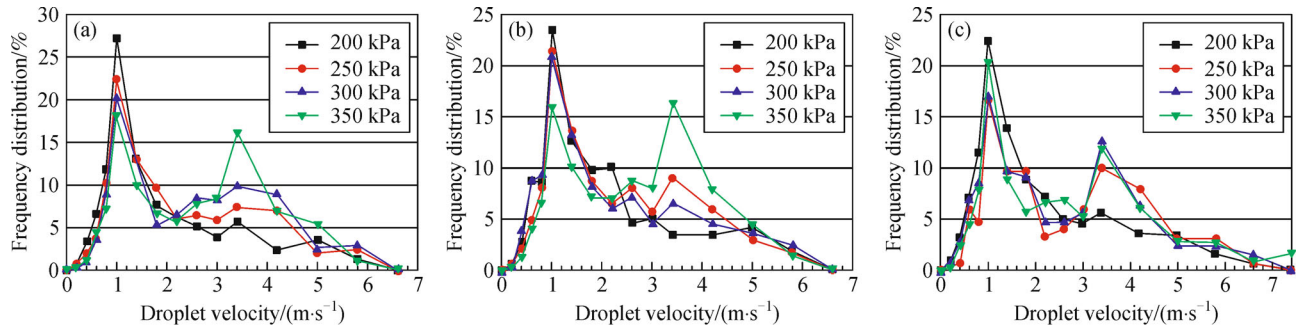 (a)
Frequency distribution/%
30
25
20
15
10
5
0
200 kPa
250 kPa
300 kPa
350 kPa
0 1 2 3 4 5 6 7
Droplet velocity/(m·s⁻¹)
(b)
Frequency distribution/%
25
20
15
10
5
0
200 kPa
250 kPa
300 kPa
350 kPa
0 1 2 3 4 5 6 7
Droplet velocity/(m·s⁻¹)
(c)
Frequency distribution/%
25
20
15
10
5
0
200 kPa
250 kPa
300 kPa
350 kPa
0 1 2 3 4 5 6 7
Droplet velocity/(m·s⁻¹)